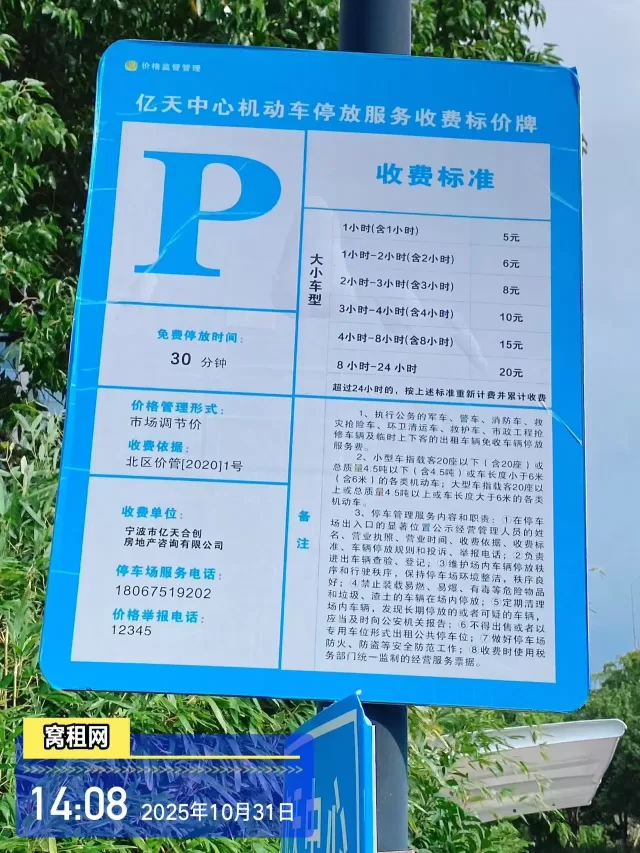 价格监督管理
亿天中心机动车停放服务收费标价牌
P
收费标准
大小车型
1小时(含1小时) 5元
1小时-2小时(含2小时) 6元
2小时-3小时(含3小时) 8元
3小时-4小时(含4小时) 10元
4小时-8小时(含8小时) 15元
8小时-24小时 20元
超过24小时的，按上述标准重新计费并累计收费
免费停放时间：
30 分钟
价格管理形式：
市场调节价
收费依据：
北区价管[2020]1号
收费单位：
宁波市亿天合创
房地产咨询有限公司
停车场服务电话：
18067519202
价格举报电话：
12345
备注
1、执行公务的军车、警车、消防车、救
灾抢险车、环卫清运车、救护车、市政工程抢
修车辆及临时上下客的出租车辆免收车辆停放
服务费。
2、小型车指载客20座以下（含20座）或
总质量4.5吨以下（含4.5吨）或车长度小于6米
（含6米）的各类机动车；大型车指载客20座以
上或总质量4.5吨以上或车长度大于6米的各类
机动车。
3、停车管理服务内容和职责：①在停车
场出入口的显著位置公示经营管理人员的姓
名、营业执照、营业时间、收费依据、收费标
准、车辆停放规则和投诉、举报电话；②负责
进出车辆查验、登记；③维护场内车辆停放秩
序和行驶秩序，保持停车场环境整洁，秩序良
好；④禁止装载易燃、易爆、有毒等危险物品
和垃圾、渣土的车辆在场内停放；⑤定期清理
场内车辆，发现长期停放的或者可疑的车辆，
应当及时向公安机关报告；⑥不得出售或者以
专用车位形式出租公共停车位；⑦做好停车场
防火、防盗等安全防范工作；⑧收费时使用税
务部门统一监制的经营服务票据。
窝租网
14:08 2025年10月31日
中心